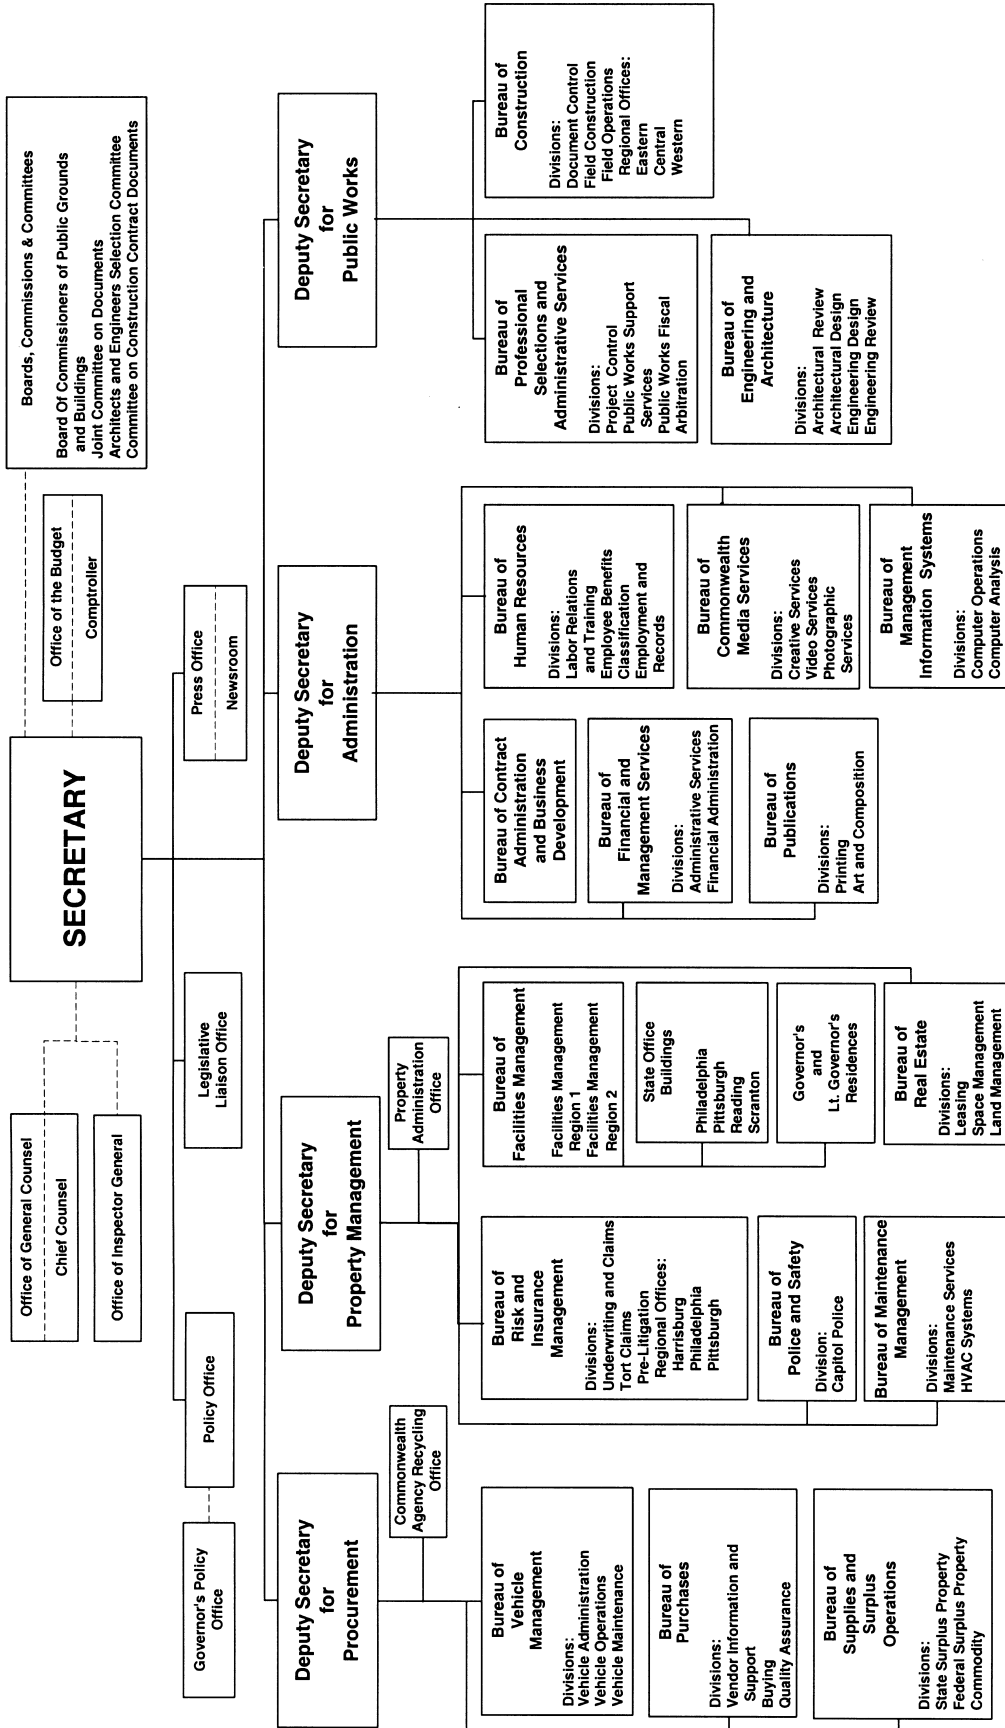 SECRETARY
Office of General Counsel
Chief Counsel
Office of Inspector General
Office of the Budget
Comptroller
Boards, Commissions & Committees
Board Of Commissioners of Public Grounds
and Buildings
Joint Committee on Documents
Architects and Engineers Selection Committee
Committee on Construction Contract Documents
Governor's Policy
Office
Policy Office
Legislative
Liaison Office
Press Office
Newsroom
Deputy Secretary
for
Procurement
Commonwealth
Agency Recycling
Office
Bureau of
Vehicle
Management
Divisions:
Vehicle Administration
Vehicle Operations
Vehicle Maintenance
Bureau of
Purchases
Divisions:
Vendor Information and
Support
Buying
Quality Assurance
Bureau of
Supplies and
Surplus
Operations
Divisions:
State Surplus Property
Federal Surplus Property
Commodity
Deputy Secretary
for
Property Management
Property
Administration
Office
Bureau of
Risk and
Insurance
Management
Divisions:
Underwriting and Claims
Tort Claims
Pre-Litigation
Regional Offices:
Harrisburg
Philadelphia
Pittsburgh
Bureau of
Police and Safety
Division:
Capitol Police
Bureau of Maintenance
Management
Divisions:
Maintenance Services
HVAC Systems
Bureau of
Facilities Management
Facilities Management
Region 1
Facilities Management
Region 2
State Office
Buildings
Philadelphia
Pittsburgh
Reading
Scranton
Governor's
and
Lt. Governor's
Residences
Bureau of
Real Estate
Divisions:
Leasing
Space Management
Land Management
Deputy Secretary
for
Administration
Bureau of Contract
Administration
and Business
Development
Bureau of
Financial and
Management Services
Divisions:
Administrative Services
Financial Administration
Bureau of
Publications
Divisions:
Printing
Art and Composition
Bureau of
Human Resources
Divisions:
Labor Relations
and Training
Employee Benefits
Classification
Employment and
Records
Bureau of
Commonwealth
Media Services
Divisions:
Creative Services
Video Services
Photographic
Services
Bureau of
Management
Information Systems
Divisions:
Computer Operations
Computer Analysis
Deputy Secretary
for
Public Works
Bureau of
Professional
Selections and
Administrative Services
Divisions:
Project Control
Public Works Support
Services
Public Works Fiscal
Arbitration
Bureau of
Construction
Divisions:
Document Control
Field Construction
Field Operations
Regional Offices:
Eastern
Central
Western
Bureau of
Engineering and
Architecture
Divisions:
Architectural Review
Architectural Design
Engineering Design
Engineering Review